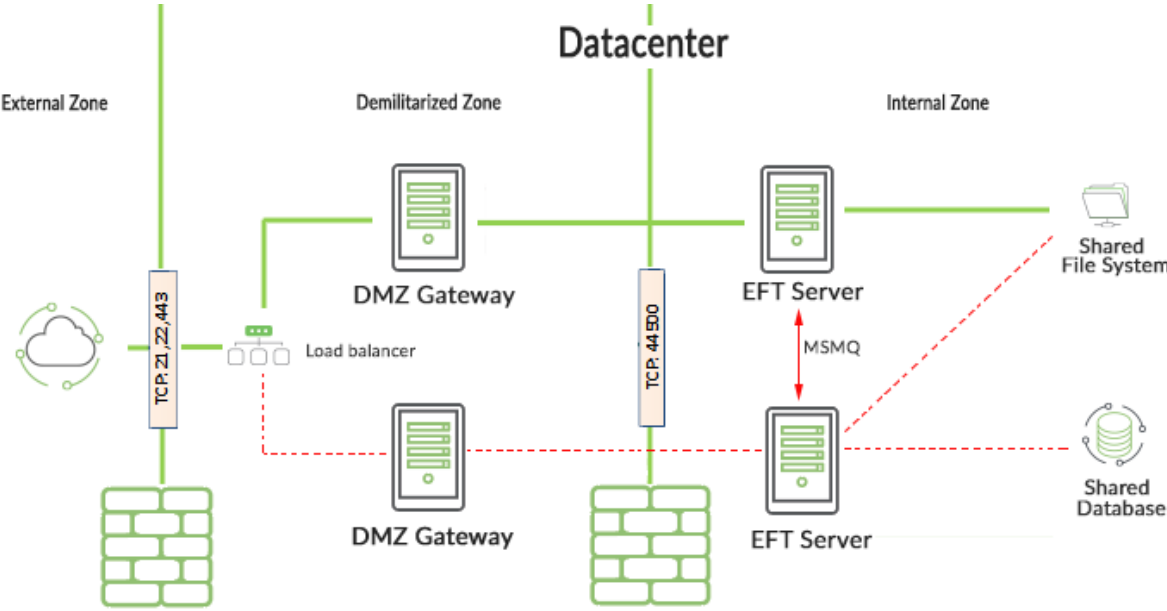 Datacenter
External Zone
Demilitarized Zone
Internal Zone
DMZ Gateway
EFT Server
Shared
File System
TCP: 21,22,443
Load balancer
TCP: 44500
MSMQ
DMZ Gateway
EFT Server
Shared
Database